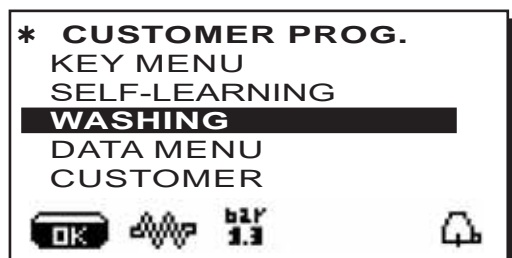 * CUSTOMER PROG.
KEY MENU
SELF-LEARNING
WASHING
DATA MENU
CUSTOMER
OK bar
1.3